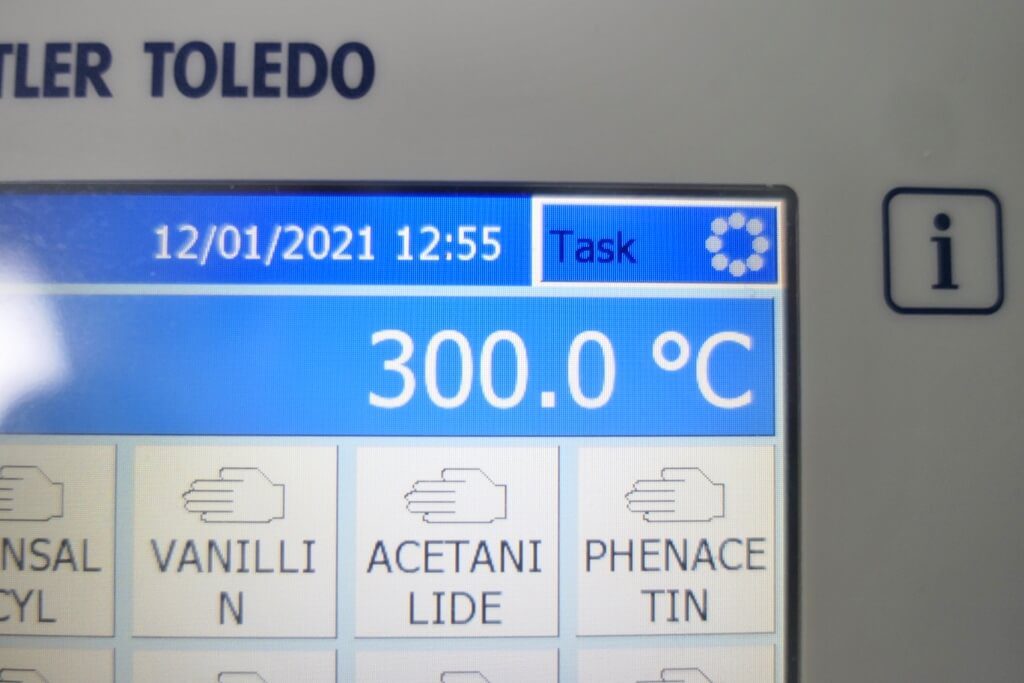 TLER TOLEDO
12/01/2021 12:55
Task
300.0 °C
NSAL
CYL
VANILLI
N
ACETANI
LIDE
PHENACE
TIN
i